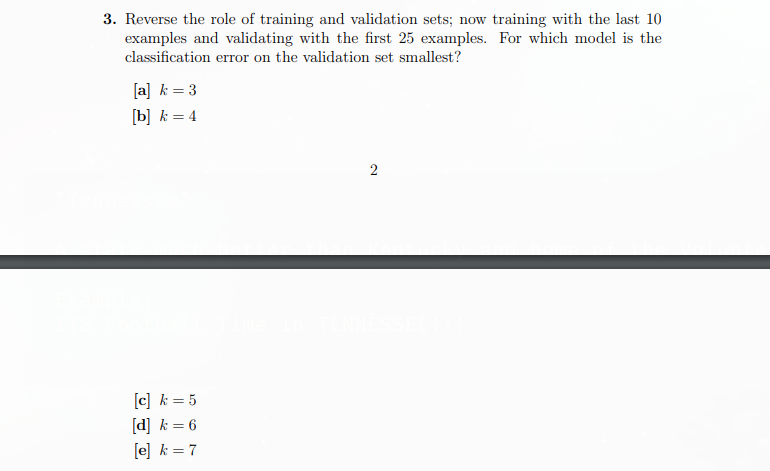 3. Reverse the role of training and validation sets; now training with the last 10
examples and validating with the first 25 examples. For which model is the
classification error on the validation set smallest?
[a] k = 3
[b] k = 4
2
[c] k = 5
[d] k = 6
[e] k = 7